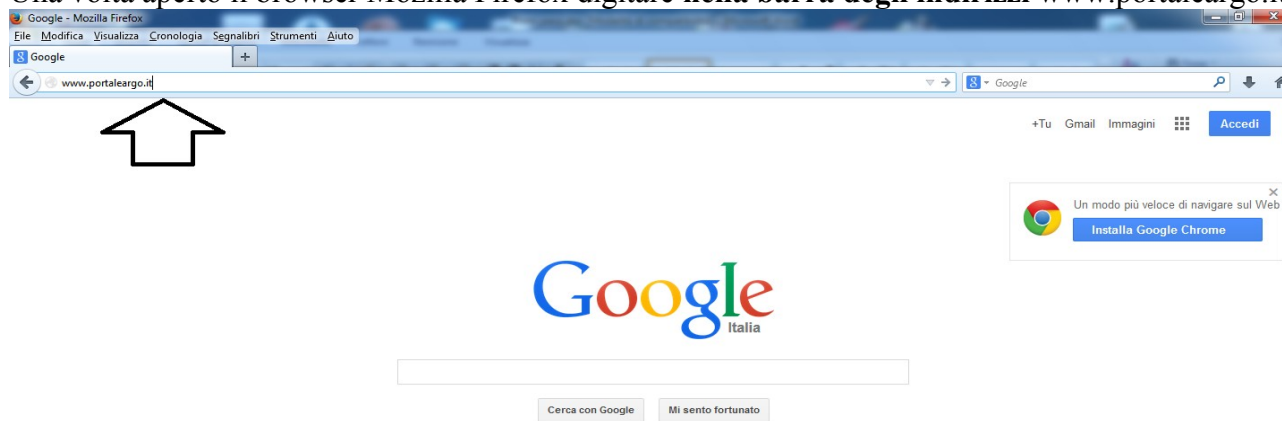 Una volta aperto il browser Mozilla Firefox digitare nella barra degli indirizzi www.portaleargo.it
Google - Mozilla Firefox
File Modifica Visualizza Cronologia Segnalibri Strumenti Aiuto
Google
www.portaleargo.it Google
+Tu Gmail Immagini Accedi
Un modo più veloce di navigare sul Web
Installa Google Chrome
Google
Italia
Cerca con Google Mi sento fortunato